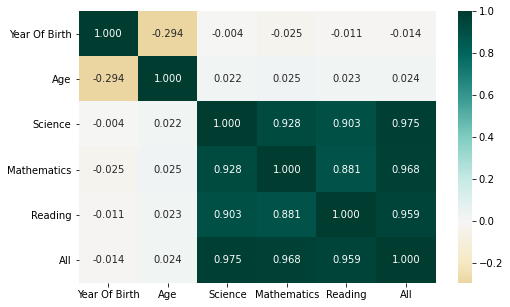 Year Of Birth 1.000 -0.294 -0.004 -0.025 -0.011 -0.014
Age -0.294 1.000 0.022 0.025 0.023 0.024
Science -0.004 0.022 1.000 0.928 0.903 0.975
Mathematics -0.025 0.025 0.928 1.000 0.881 0.968
Reading -0.011 0.023 0.903 0.881 1.000 0.959
All -0.014 0.024 0.975 0.968 0.959 1.000
Year Of Birth Age Science Mathematics Reading All
1.0
0.8
0.6
0.4
0.2
0.0
−0.2